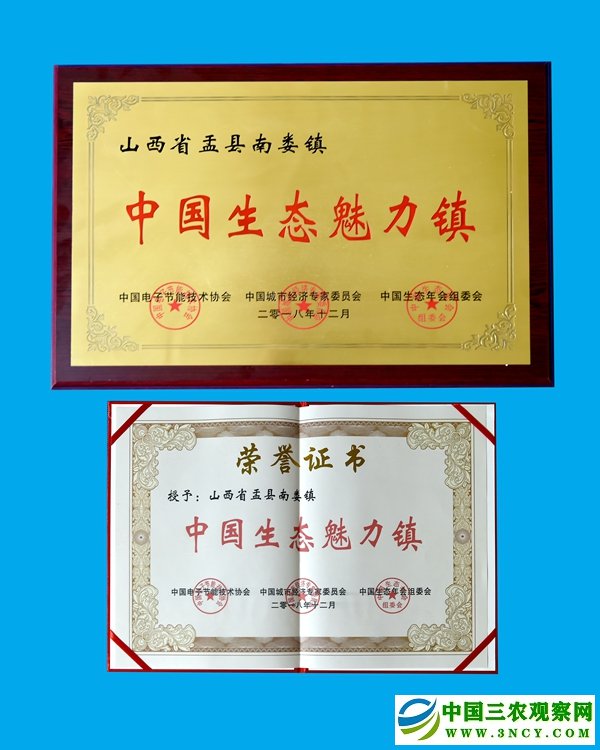 山西省盂县南娄镇
中国生态魅力镇
中国电子节能技术协会 中国城市经济专家委员会 中国生态年会组委会
二零一八年十二月
组委会
荣誉证书
授予：山西省盂县南娄镇
中国生态魅力镇
中国电子节能技术协会 中国城市经济专家委员会 中国生态年会组委会
二零一八年十二月
组委会
中国三农观察网
WWW.3NCY.COM